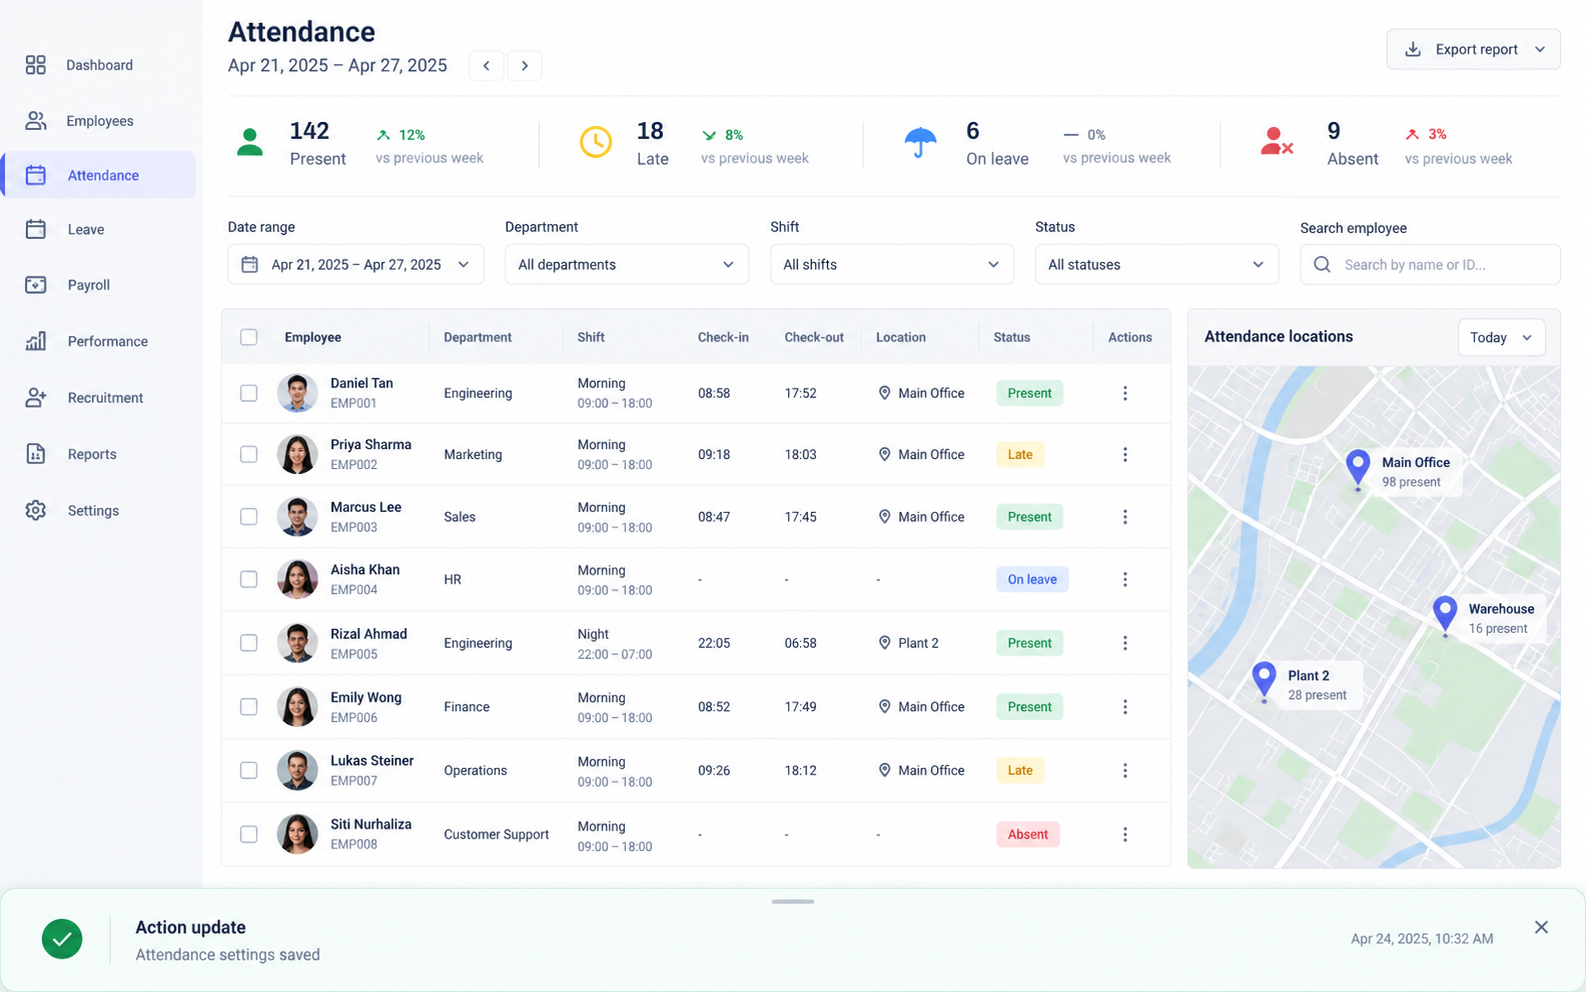 Dashboard
Employees
Attendance
Leave
Payroll
Performance
Recruitment
Reports
Settings
Attendance
Apr 21, 2025 – Apr 27, 2025
Export report
142
Present
12%
vs previous week
18
Late
8%
vs previous week
6
On leave
0%
vs previous week
9
Absent
3%
vs previous week
Date range
Apr 21, 2025 – Apr 27, 2025
Department
All departments
Shift
All shifts
Status
All statuses
Search employee
Search by name or ID...
Employee Department Shift Check-in Check-out Location Status Actions
Daniel Tan
EMP001
Engineering
Morning
09:00 – 18:00
08:58
17:52
Main Office
Present
Priya Sharma
EMP002
Marketing
Morning
09:00 – 18:00
09:18
18:03
Main Office
Late
Marcus Lee
EMP003
Sales
Morning
09:00 – 18:00
08:47
17:45
Main Office
Present
Aisha Khan
EMP004
HR
Morning
09:00 – 18:00
-
-
-
On leave
Rizal Ahmad
EMP005
Engineering
Night
22:00 – 07:00
22:05
06:58
Plant 2
Present
Emily Wong
EMP006
Finance
Morning
09:00 – 18:00
08:52
17:49
Main Office
Present
Lukas Steiner
EMP007
Operations
Morning
09:00 – 18:00
09:26
18:12
Main Office
Late
Siti Nurhaliza
EMP008
Customer Support
Morning
09:00 – 18:00
-
-
-
Absent
Attendance locations
Today
Main Office
98 present
Warehouse
16 present
Plant 2
28 present
Action update
Attendance settings saved
Apr 24, 2025, 10:32 AM